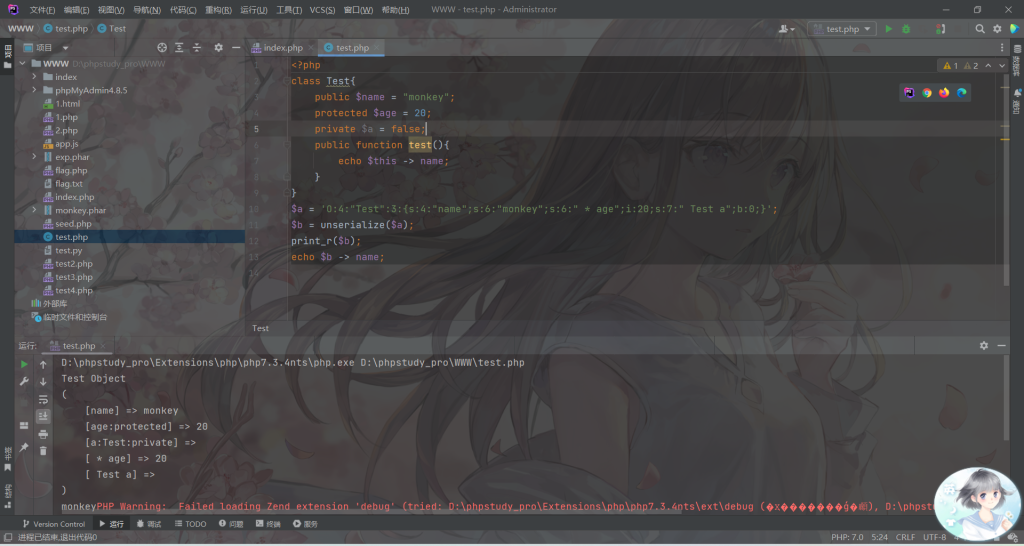 文件(F) 编辑(E) 视图(V) 导航(N) 代码(C) 重构(R) 运行(U) 工具(T) VCS(S) 窗口(W) 帮助(H) WWW - test.php - Administrator
WWW test.php Test
test.php
项目
index.php test.php
WWW D:\phpstudy_pro\WWW
index
phpMyAdmin4.8.5
1.html
1.php
2.php
app.js
exp.phar
flag.php
flag.txt
index.php
monkey.phar
seed.php
test.php
test.py
test2.php
test3.php
test4.php
外部库
临时文件和控制台
1 2
<?php
class Test{
public $name = "monkey";
protected $age = 20;
5 private $a = false;
public function test(){
echo $this -> name;
}
}
$a = 'O:4:"Test":3:{s:4:"name";s:6:"monkey";s:6:" * age";i:20;s:7:" Test a";b:0;}';
$b = unserialize($a);
print_r($b);
echo $b -> name;
Test
运行: test.php
D:\phpstudy_pro\Extensions\php\php7.3.4nts\php.exe D:\phpstudy_pro\WWW\test.php
Test Object
(
[name] => monkey
[age:protected] => 20
[a:Test:private] =>
[ * age] => 20
[ Test a] =>
)
monkeyPHP Warning: Failed loading Zend extension 'debug' (tried: D:\phpstudy_pro\Extensions\php\php7.3.4nts\ext\debug
Version Control 运行 调试 TODO 问题 终端 服务
进程已结束,退出代码0
PHP: 7.0 5:24 CRLF UTF-8